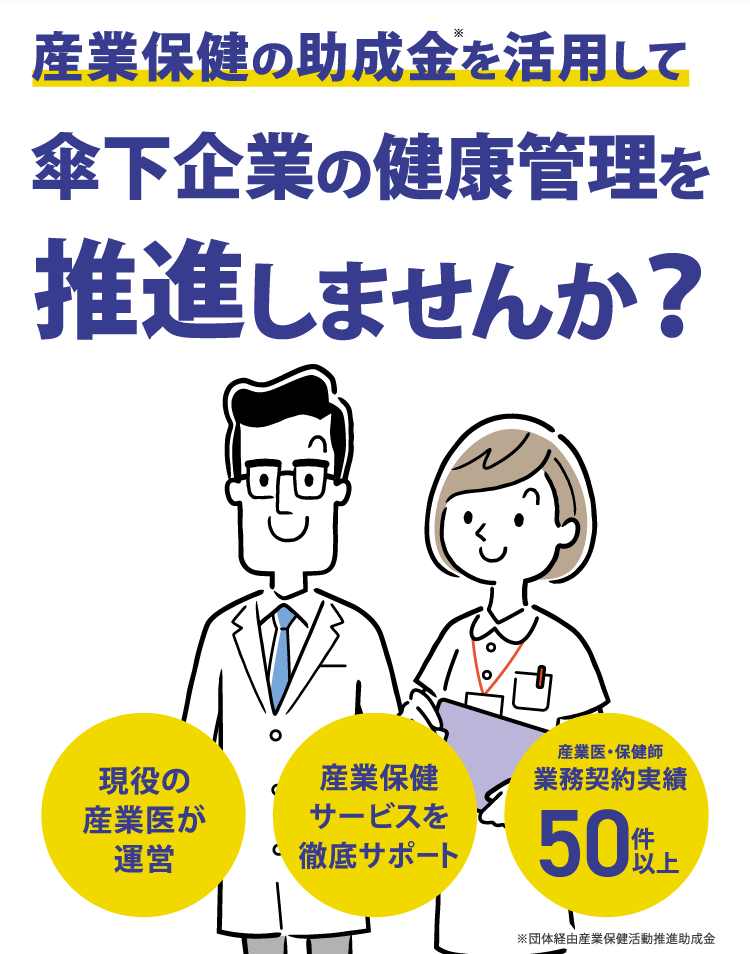 産業保健の助成金※を活用して
傘下企業の健康管理を
推進しませんか？
現役の
産業医が
運営
産業保健
サービスを
徹底サポート
産業医・保健師
業務契約実績
50件以上
※団体経由産業保健活動推進助成金